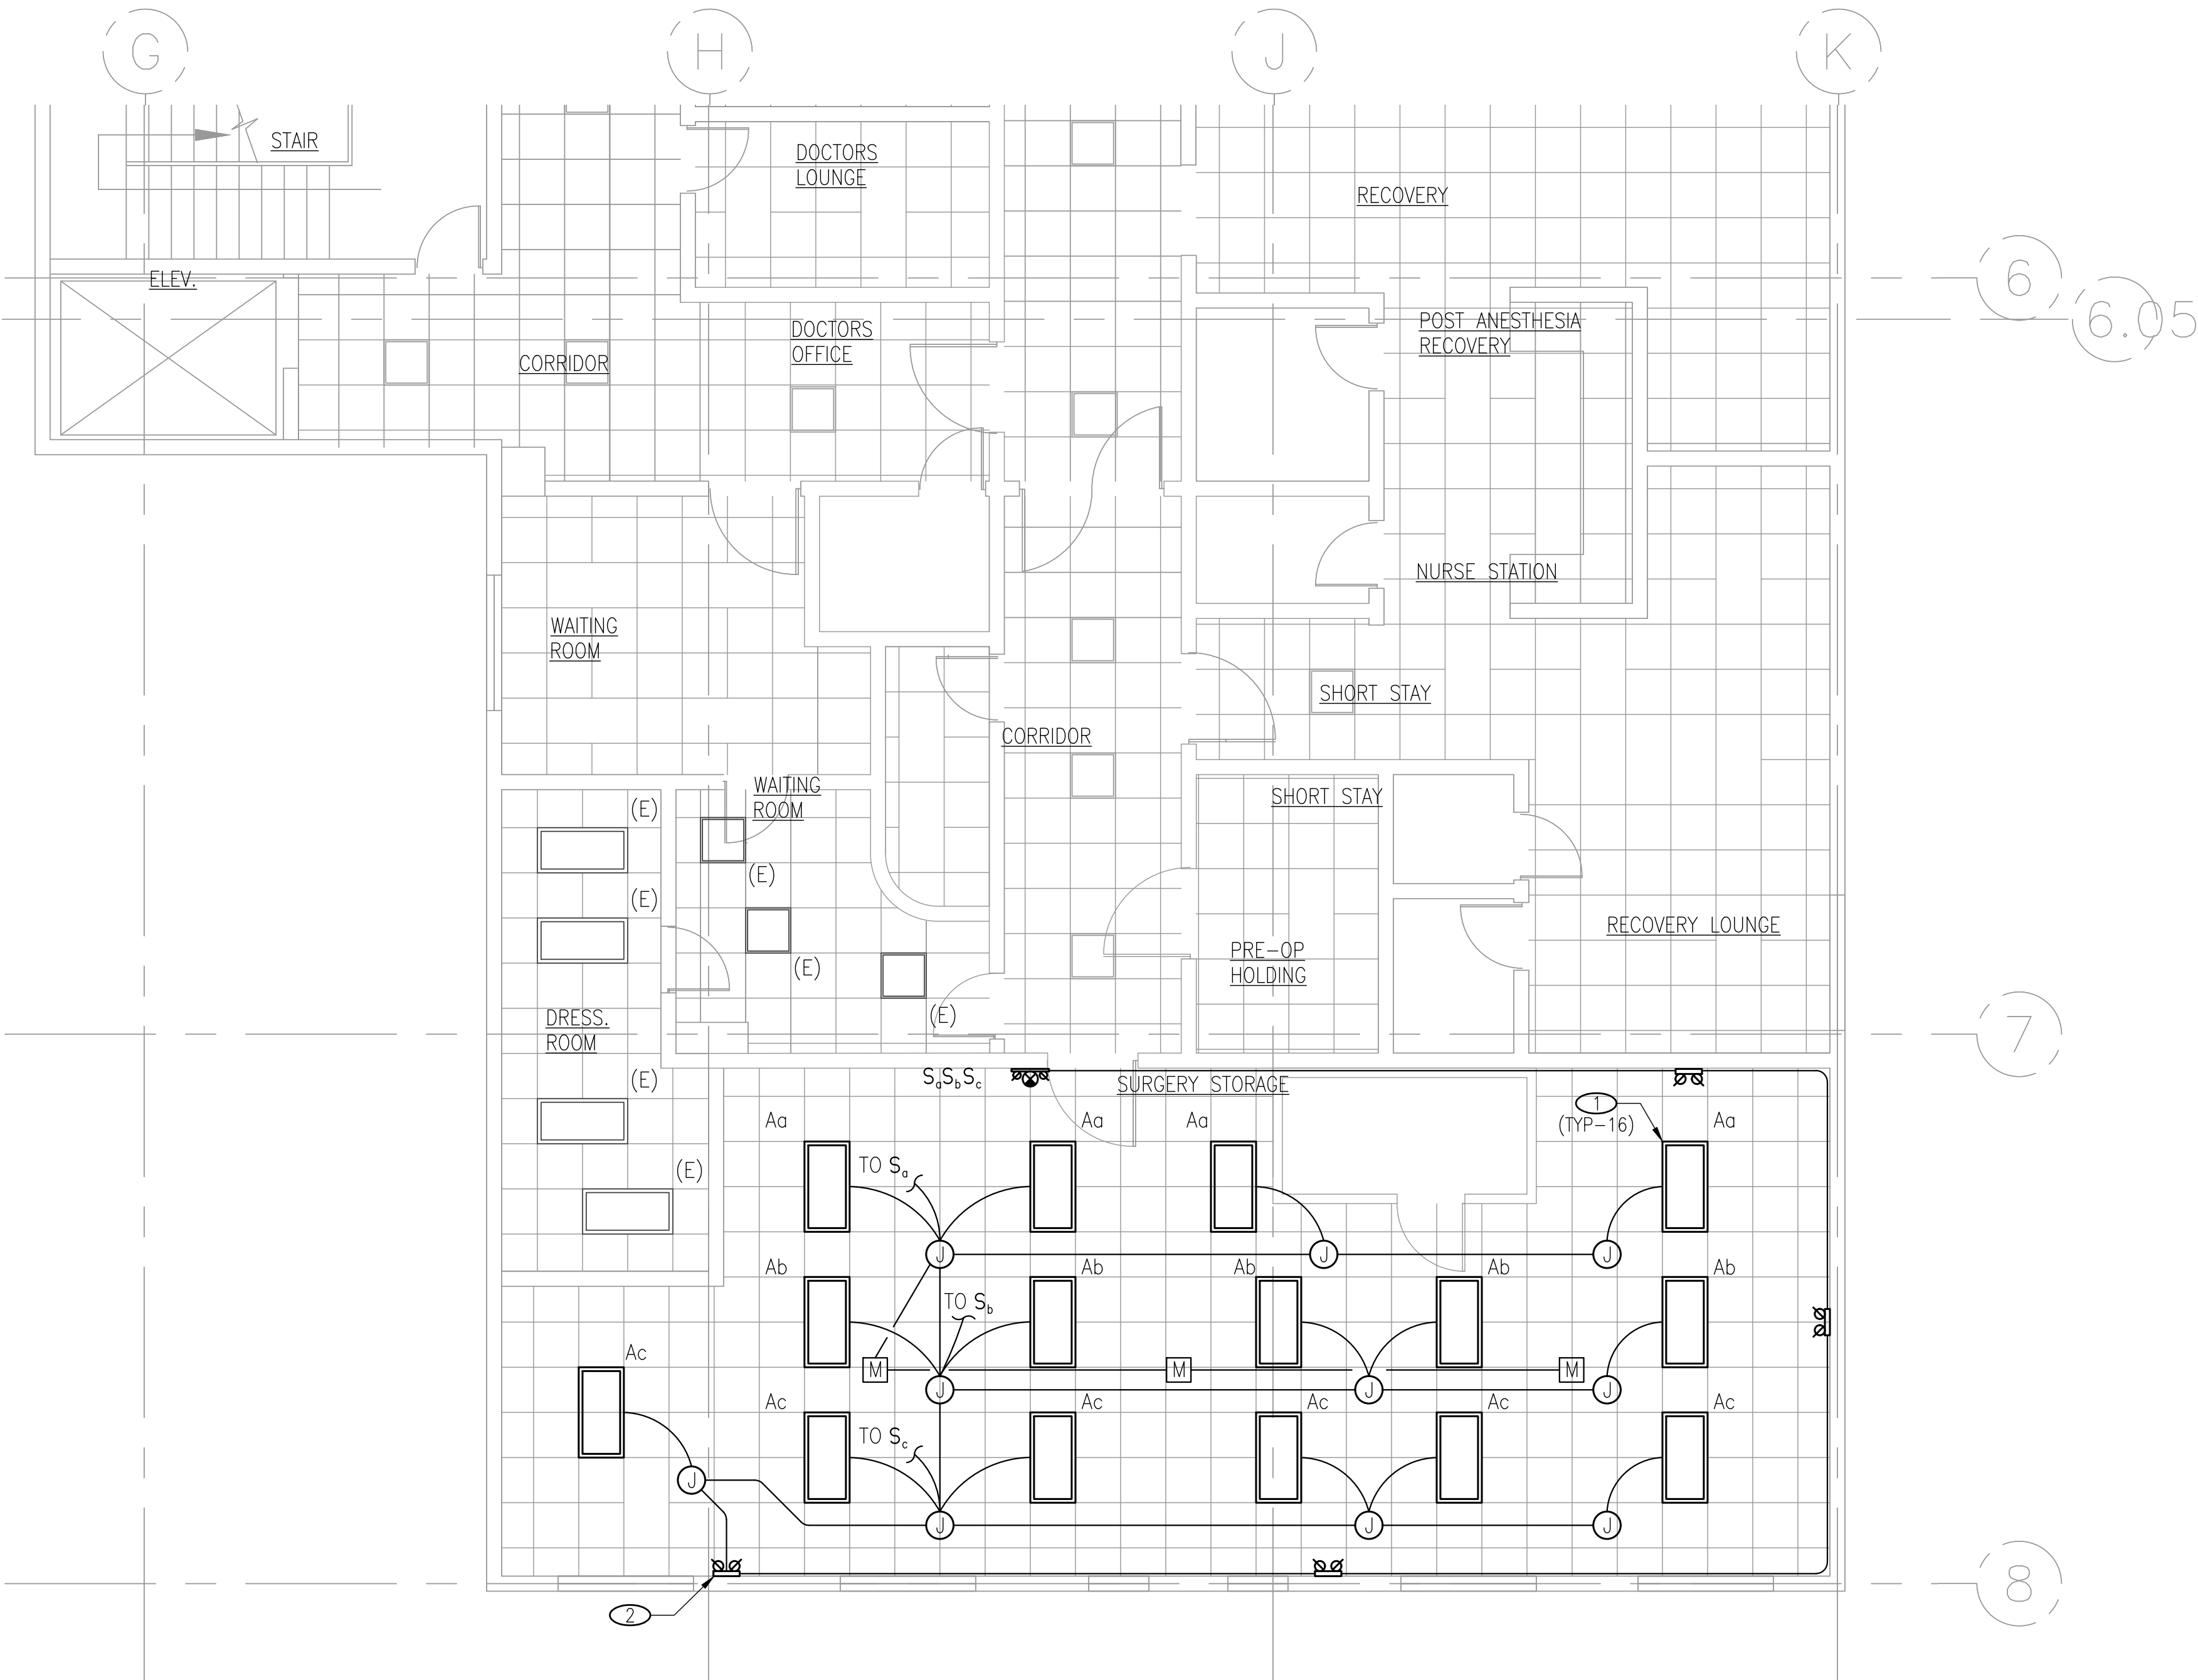 G
H
J
K
STAIR
DOCTORS
LOUNGE
RECOVERY
6
ELEV.
6.05
POST ANESTHESIA
RECOVERY
DOCTORS
OFFICE
CORRIDOR
NURSE STATION
WAITING
ROOM
SHORT STAY
CORRIDOR
WAITING
ROOM
SHORT STAY
(E)
(E)
(E)
RECOVERY LOUNGE
PRE-OP
HOLDING
(E)
DRESS.
ROOM
(E)
7
(E)
SaSbSc
SURGERY STORAGE
1
(TYP-16)
Aa
Aa
Aa
Aa
(E)
TO Sa
J
J
J
Ab
Ab
Ab
Ab
Ab
TO Sb
Ac
M
M
M
J
J
J
Ac
Ac
Ac
Ac
Ac
TO Sc
J
J
J
J
8
2